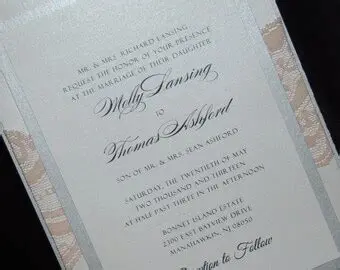 MR. & MRS. RICHARD LANSING
REQUEST THE HONOR OF YOUR PRESENCE
AT THE MARRIAGE OF THEIR DAUGHTER
Molly Lansing
TO
Thomas Ashford
SON OF MR. & MRS. SEAN ASHFORD
SATURDAY, THE TWENTIETH OF MAY
TWO THOUSAND AND THIRTEEN
AT HALF PAST THREE IN THE AFTERNOON
BONNET ISLAND ESTATE
2300 EAST BAYVIEW DRIVE
MANAHAWKIN, NJ 08050
Reception to Follow